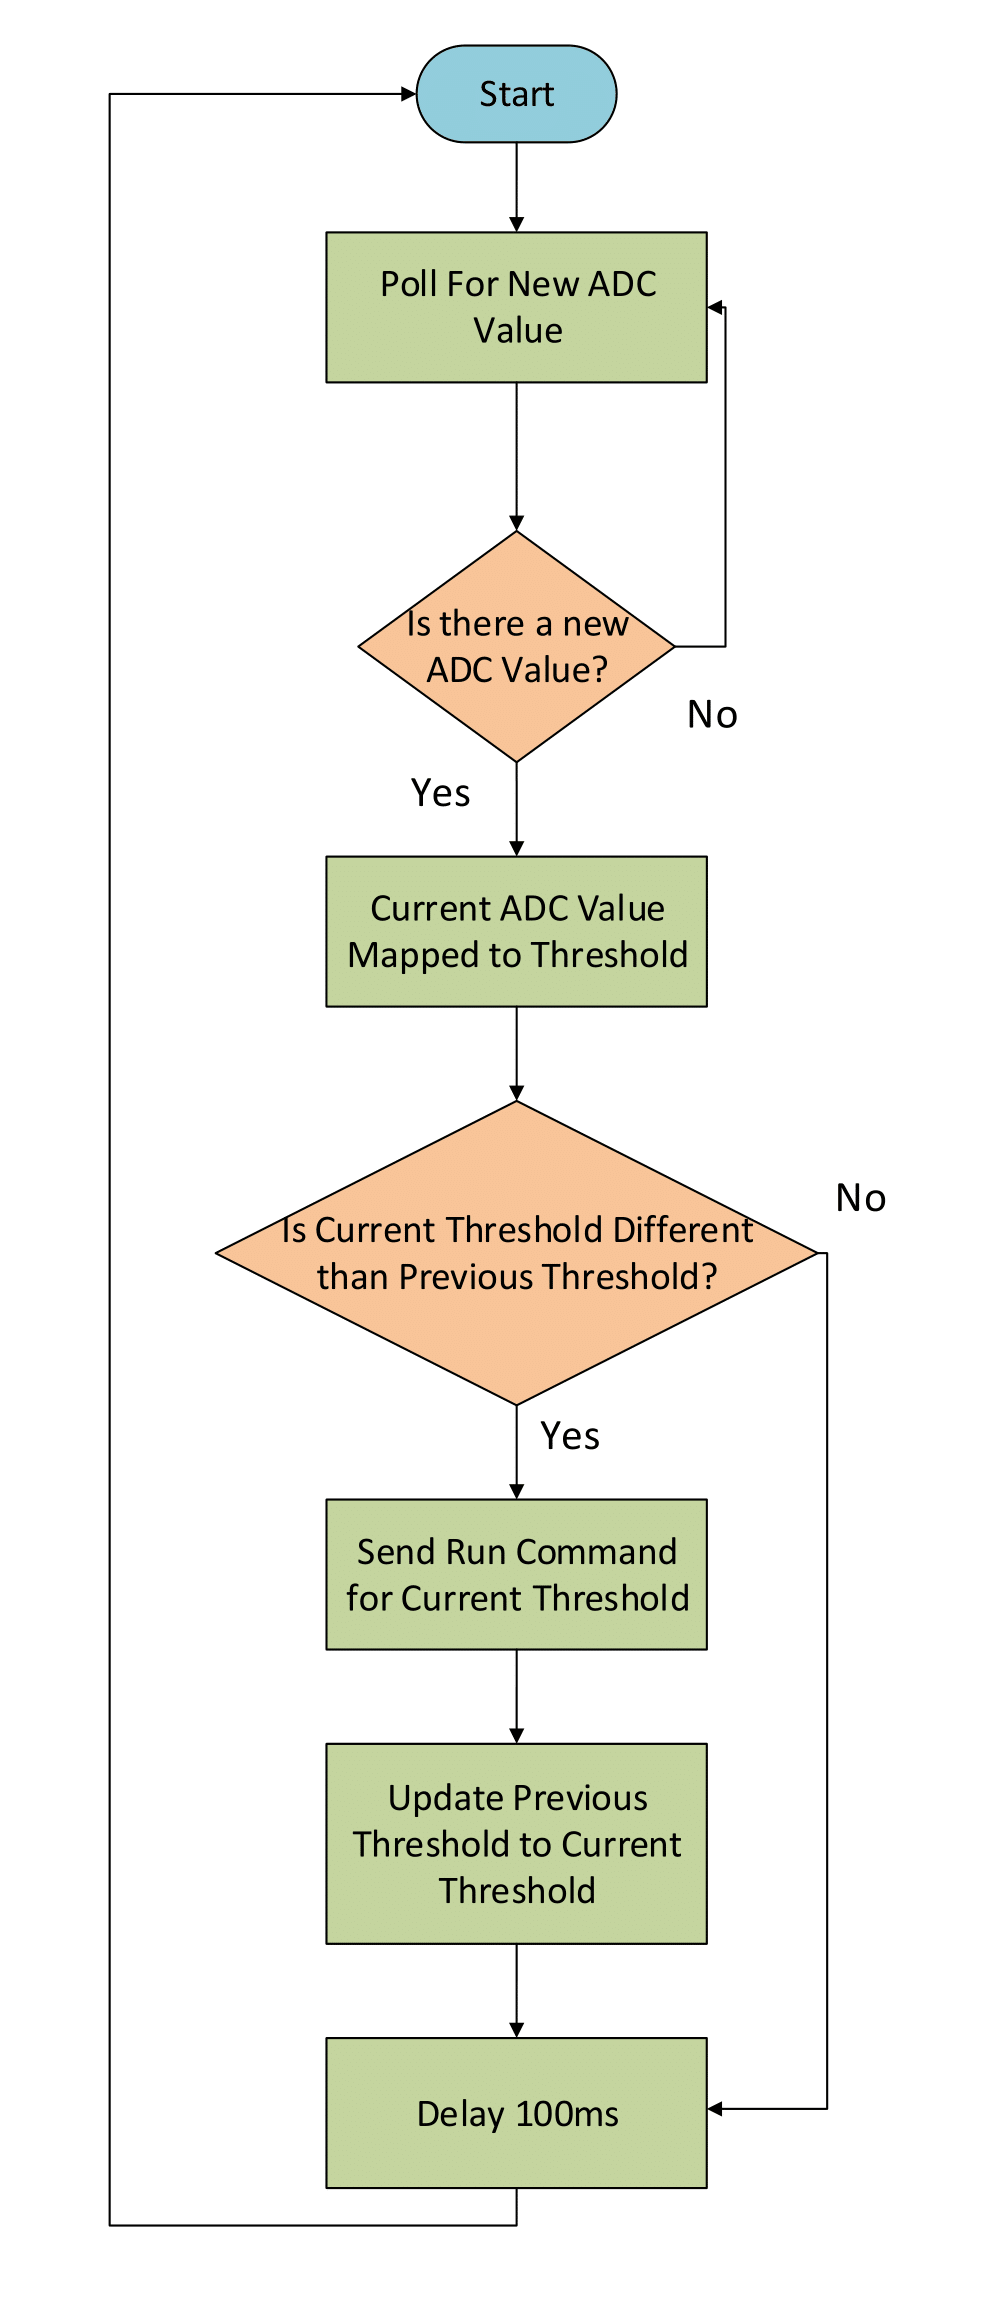 Start
Poll For New ADC
Value
Is there a new
ADC Value?
No
Yes
Current ADC Value
Mapped to Threshold
No
Is Current Threshold Different
than Previous Threshold?
Yes
Send Run Command
for Current Threshold
Update Previous
Threshold to Current
Threshold
Delay 100ms